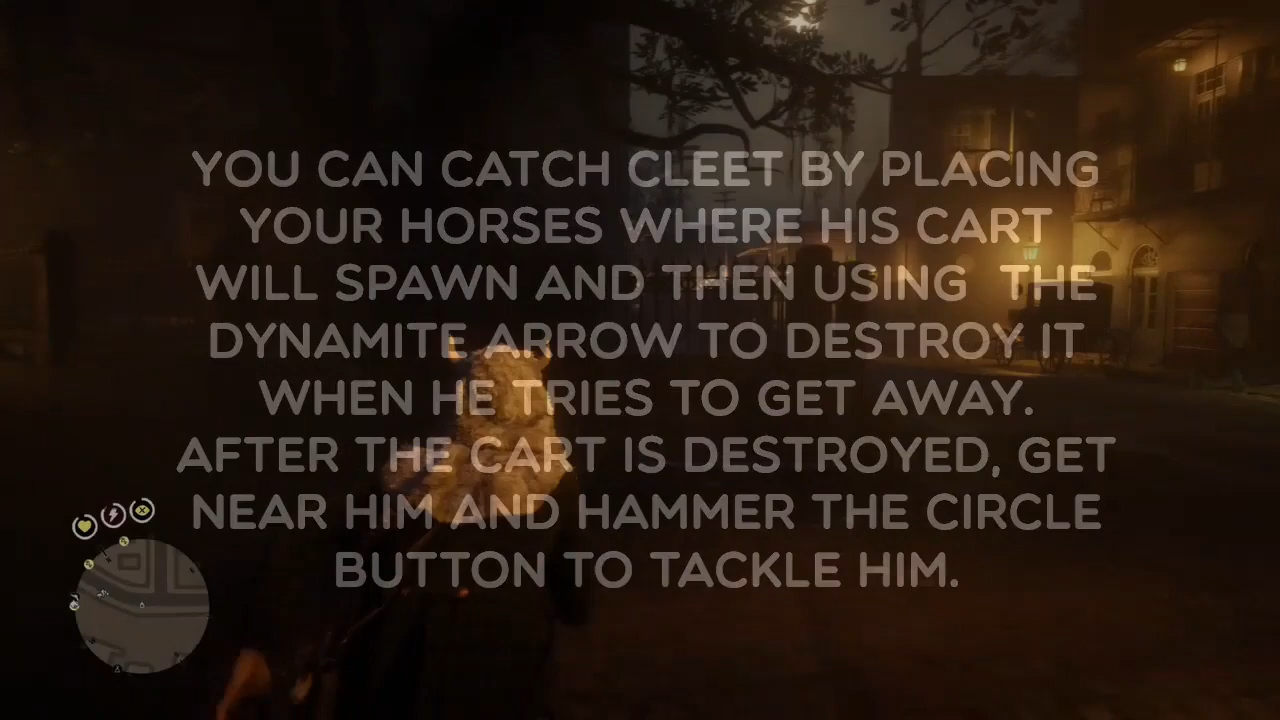 YOU CAN CATCH CLEET BY PLACING
YOUR HORSES WHERE HIS CART
WILL SPAWN AND THEN USING THE
DYNAMITE ARROW TO DESTROY IT
WHEN HE TRIES TO GET AWAY.
AFTER THE CART IS DESTROYED, GET
NEAR HIM AND HAMMER THE CIRCLE
BUTTON TO TACKLE HIM.